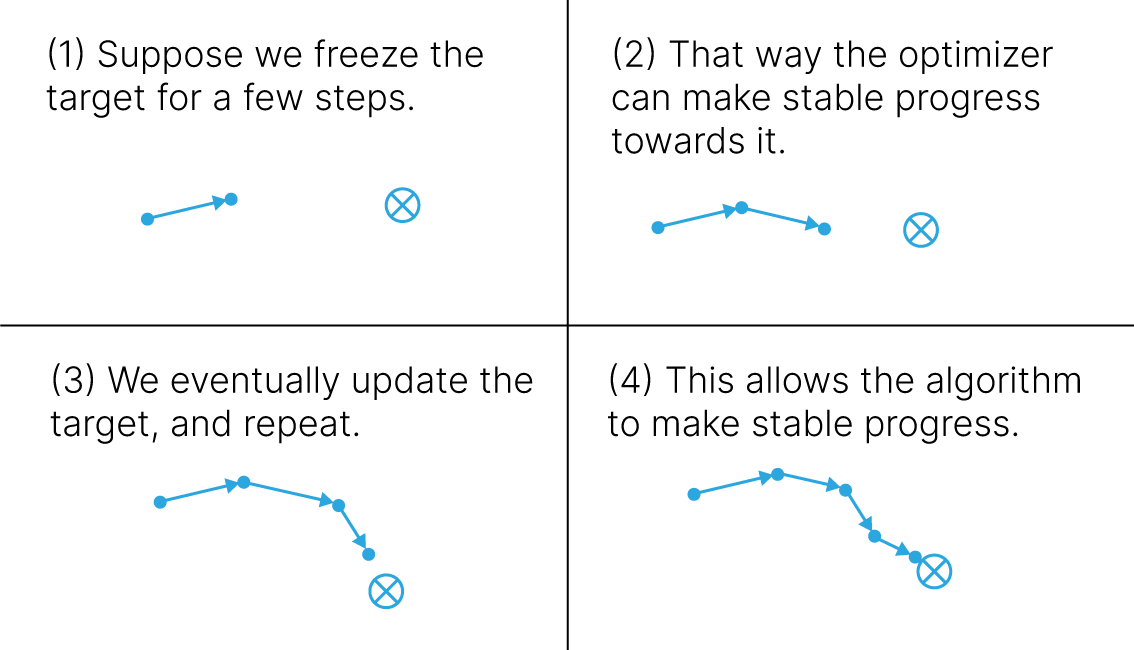 (1) Suppose we freeze the
target for a few steps.
(2) That way the optimizer
can make stable progress
towards it.
(3) We eventually update the
target, and repeat.
(4) This allows the algorithm
to make stable progress.